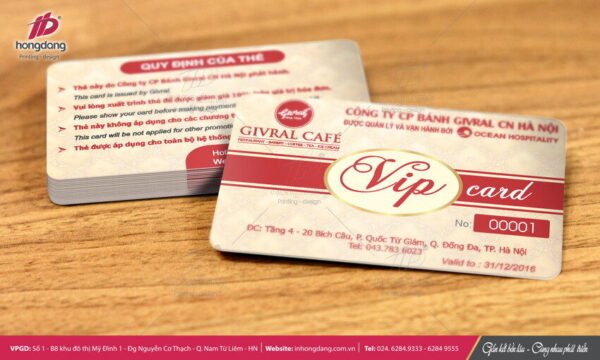 hongdang
Printing - design
QUY ĐỊNH CỦA THẺ
Thẻ này do Công ty CP Bánh Givral CN Hà Nội phát hành.
This card is issued by Givral
Vui lòng xuất trình thẻ để được giảm giá 10% trên giá trị hóa đơn.
Please show your card before making payment
Thẻ này không áp dụng cho các chương
This card will be not applied for other promotio
Thẻ được áp dụng cho toàn bộ hệ thống
Givral
GIVRAL CAFÉ
RESTAURANT - BAKERY - COFFEE - TEA - ICE CREAM
CÔNG TY CP BÁNH GIVRAL CN HÀ NỘI
ĐƯỢC QUẢN LÝ VÀ VẬN HÀNH BỞI OCEAN HOSPITALITY
Vip card
No: 00001
ĐC: Tầng 4 - 20 Bích Câu, P. Quốc Tử Giám, Q. Đống Đa, TP. Hà Nội
Tel: 043.783 6023
Valid to : 31/12/2016
VPGD: Số 1 - B8 khu đô thị Mỹ Đình 1 - Đg Nguyễn Cơ Thạch - Q. Nam Từ Liêm - HN | Website: inhongdang.com.vn | Tel: 024. 6284.9333 - 6284 9555
Gắn kết bền lâu - Cùng nhau phát triển